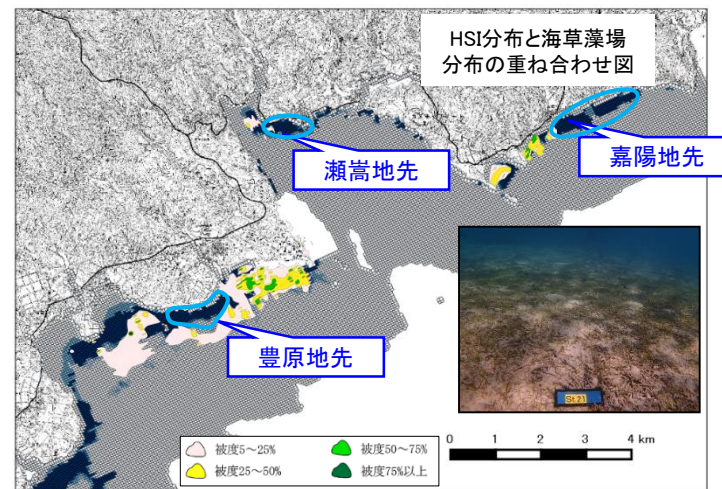 HSI分布と海草藻場
分布の重ね合わせ図
瀬嵩地先
嘉陽地先
豊原地先
St.21
被度5～25%
被度50～75%
被度25～50%
被度75%以上
0 1 2 3 4 km